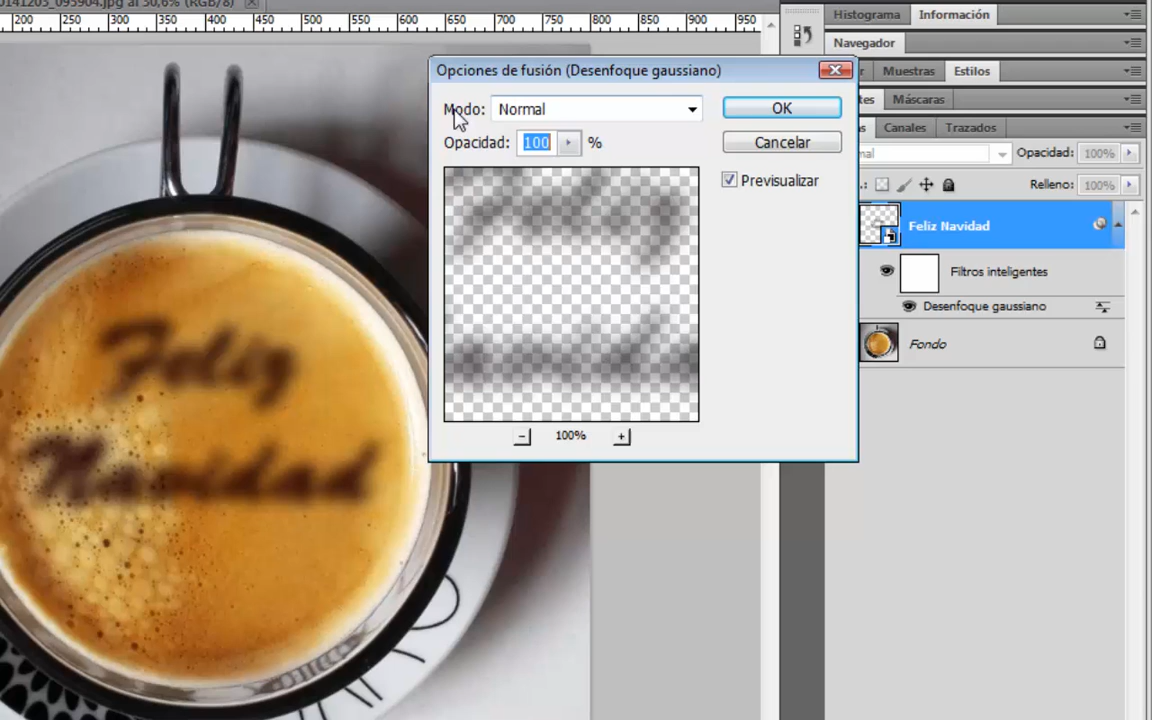 0141203_095904.jpg al 30,6% (RGB/8)
200 250 300 350 400 450 500 550 600 650 700 750 800 850 900 950
Histograma Información
Navegador
Muestras Estilos
Máscaras
Canales Trazados
Opacidad: 100%
Relleno: 100%
Feliz Navidad
Filtros inteligentes
Desenfoque gaussiano
Fondo
Opciones de fusión (Desenfoque gaussiano)
Modo: Normal
OK
Opacidad: 100 %
Cancelar
Previsualizar
100%
Feliz
Navidad